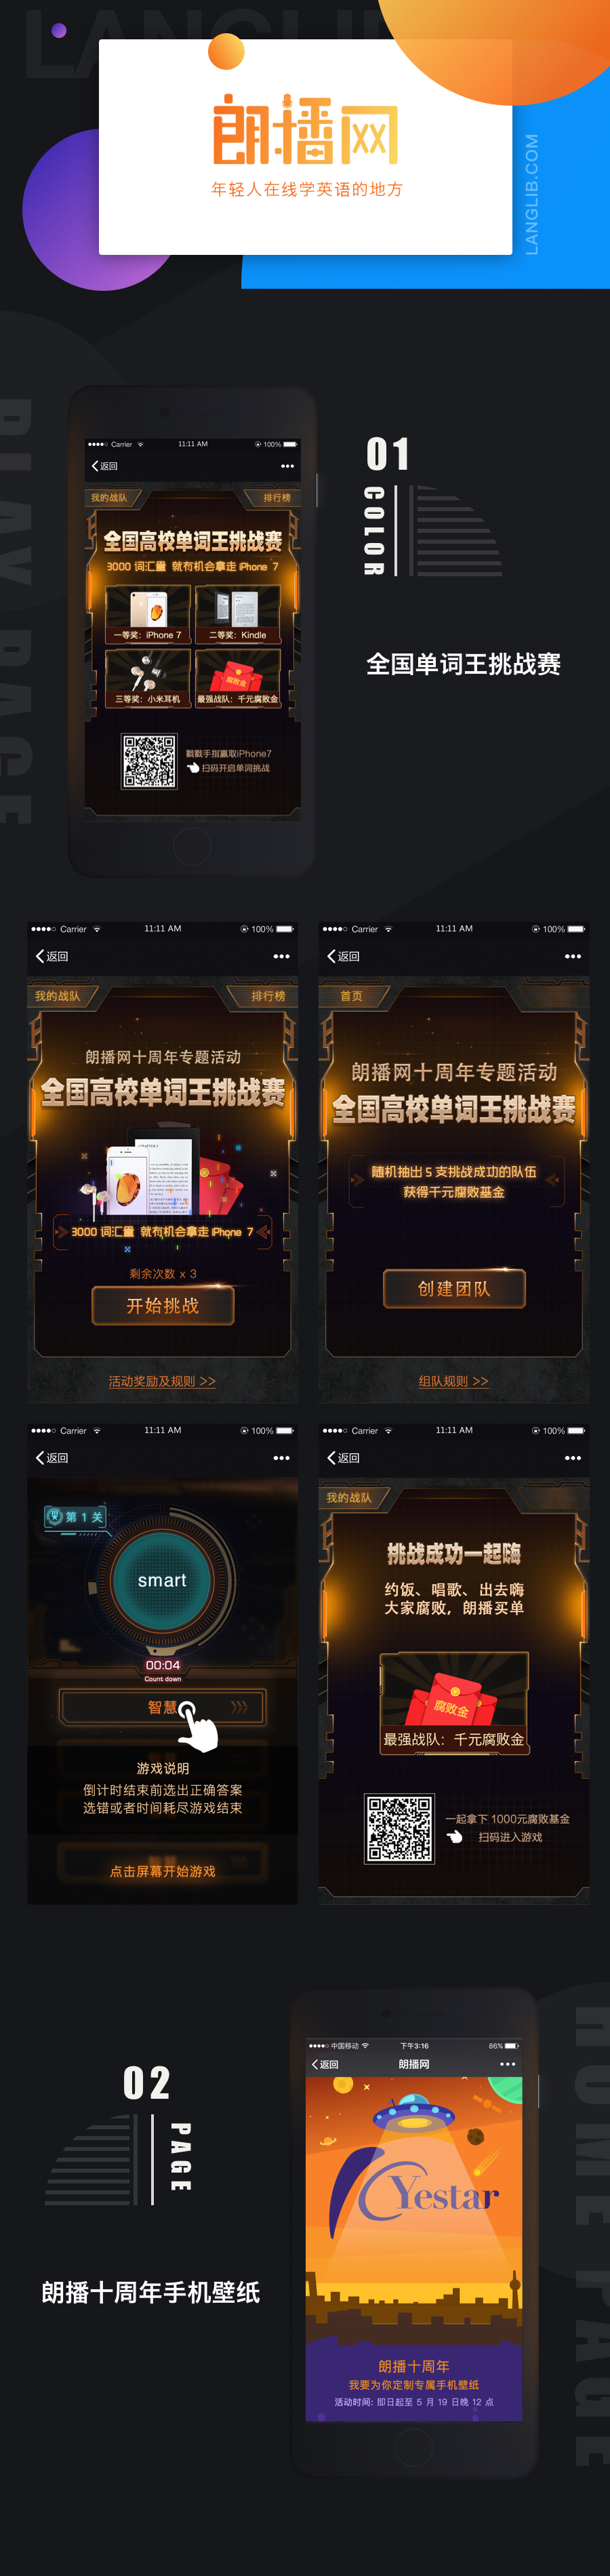 LANGLIB
朗播网
年轻人在线学英语的地方
LANGLIB.COM
PLAY PAGE
Carrier 11:11 AM 100%
返回
我的战队 排行榜
全国高校单词王挑战赛
3000 词汇量 就有机会拿走 iPhone 7
一等奖：iPhone 7 二等奖：Kindle
腐败金
三等奖：小米耳机 最强战队：千元腐败金
戳戳手指赢取iPhone7
扫码开启单词挑战
01
COLOR
全国单词王挑战赛
Carrier 11:11 AM 100%
返回
我的战队 排行榜
朗播网十周年专题活动
全国高校单词王挑战赛
3000 词汇量 就有机会拿走 iPhone 7
剩余次数 x 3
开始挑战
活动奖励及规则 >>
Carrier 11:11 AM 100%
返回
首页
朗播网十周年专题活动
全国高校单词王挑战赛
随机抽出 5 支挑战成功的队伍
获得千元腐败基金
创建团队
组队规则 >>
Carrier 11:11 AM 100%
返回
第 1 关
smart
00:04
Count down
智慧
游戏说明
倒计时结束前选出正确答案
选错或者时间耗尽游戏结束
点击屏幕开始游戏
Carrier 11:11 AM 100%
返回
我的战队
挑战成功一起嗨
约饭、唱歌、出去嗨
大家腐败，朗播买单
腐败金
最强战队：千元腐败金
一起拿下 1000元腐败基金
扫码进入游戏
02
PAGE
朗播十周年手机壁纸
中国移动 下午3:16 86%
返回 朗播网
Yestar
朗播十周年
我要为你定制专属手机壁纸
活动时间: 即日起至 5 月 19 日晚 12 点
HOME PAGE